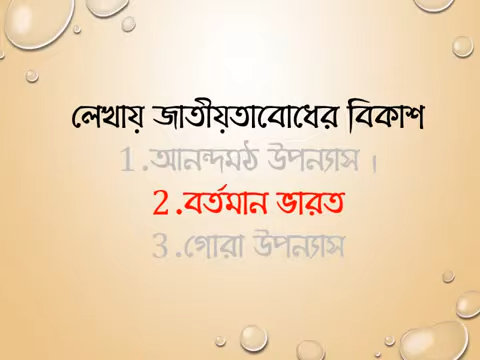 লেখায় জাতীয়তাবোধের বিকাশ
1.আনন্দমঠ উপন্যাস।
2.বর্তমান ভারত
3.গোরা উপন্যাস